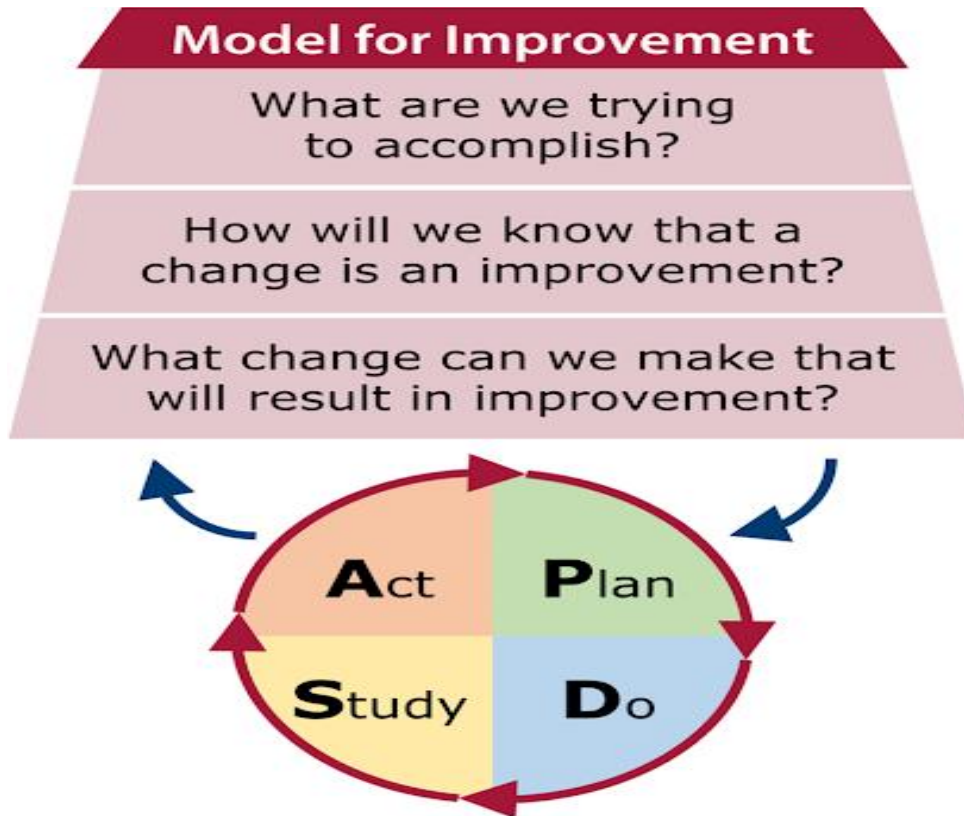 Model for Improvement
What are we trying
to accomplish?
How will we know that a
change is an improvement?
What change can we make that
will result in improvement?
Act
Plan
Study
Do